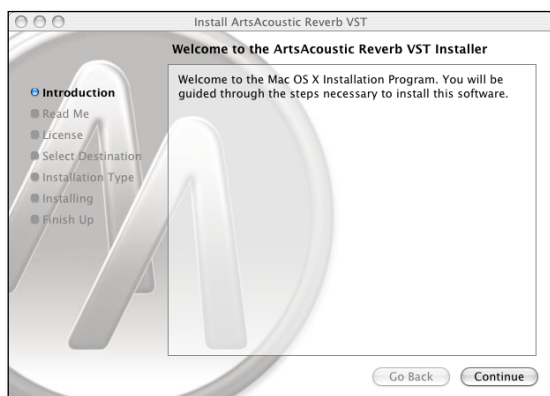 Install ArtsAcoustic Reverb VST
Welcome to the ArtsAcoustic Reverb VST Installer
Introduction
Read Me
License
Select Destination
Installation Type
Installing
Finish Up
Welcome to the Mac OS X Installation Program. You will be
guided through the steps necessary to install this software.
Go Back
Continue